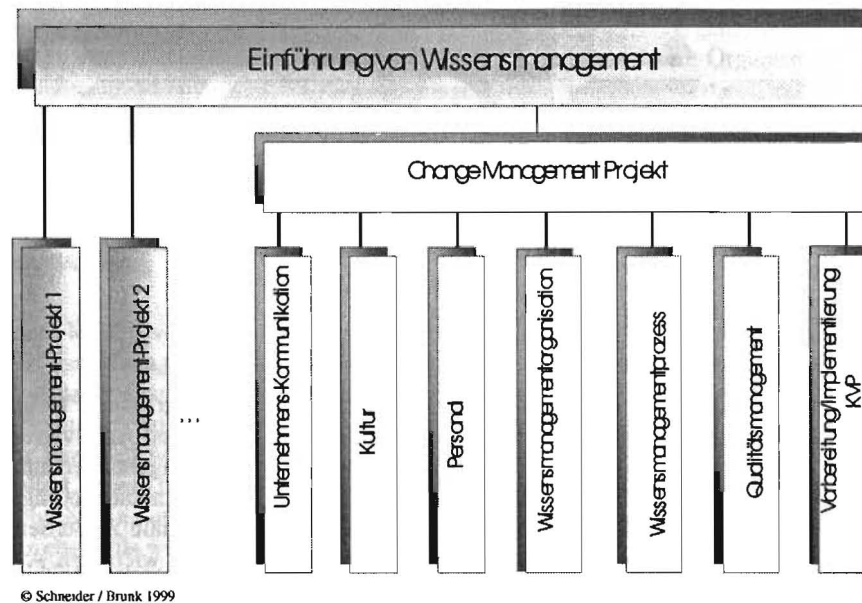 Einführung von Wissensmanagement
Change Management Projekt
Wissensmanagement-Projekt 1
Wissensmanagement-Projekt 2
...
Unternehmens-Kommunikation
Kultur
Personal
Wissensmanagementorganisation
Wissensmanagementprozess
Qualitätsmanagement
Vorbereitung/Implementierung
KVP
© Schneider / Brunk 1999